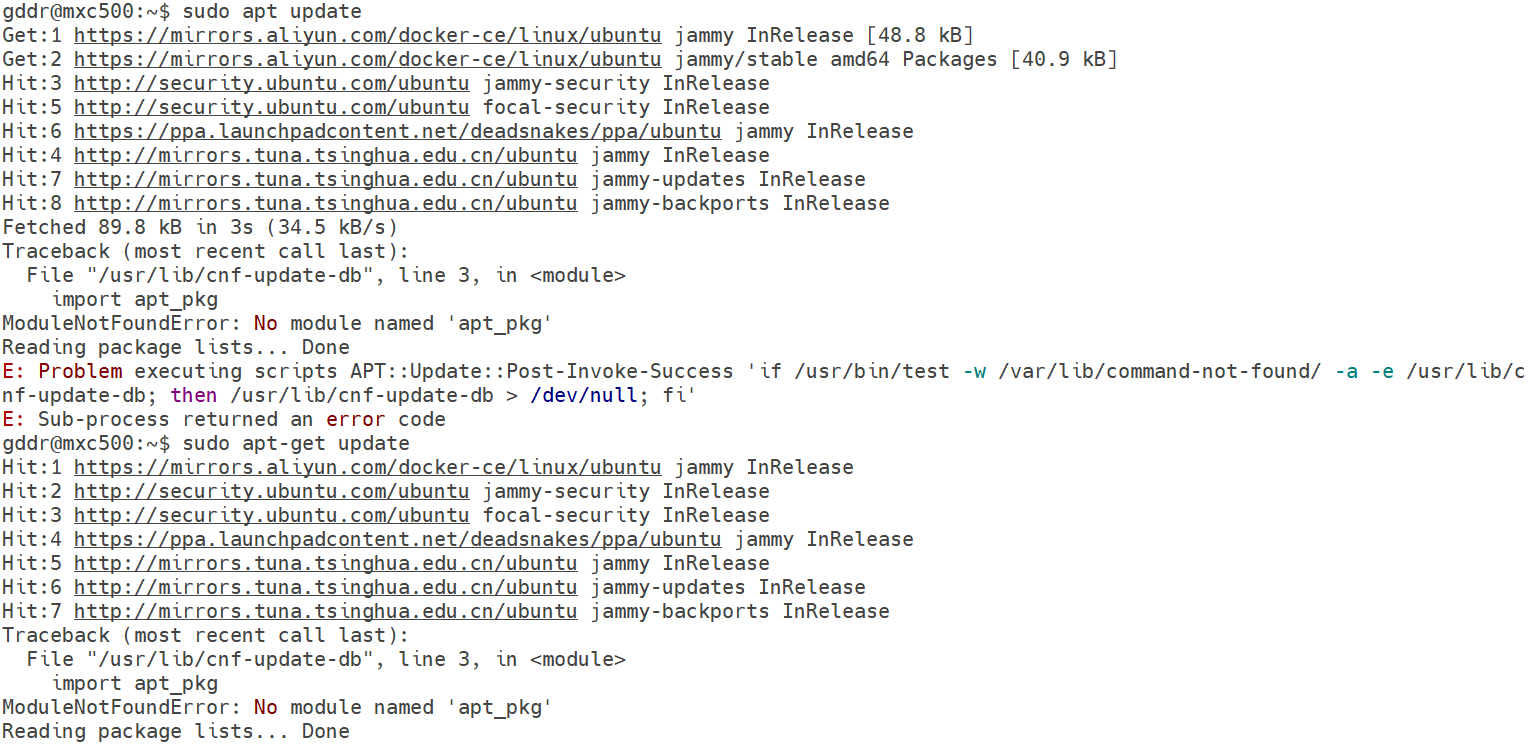 gddr@mxc500:~$ sudo apt update
Get:1 https://mirrors.aliyun.com/docker-ce/linux/ubuntu jammy InRelease [48.8 kB]
Get:2 https://mirrors.aliyun.com/docker-ce/linux/ubuntu jammy/stable amd64 Packages [40.9 kB]
Hit:3 http://security.ubuntu.com/ubuntu jammy-security InRelease
Hit:5 http://security.ubuntu.com/ubuntu focal-security InRelease
Hit:6 https://ppa.launchpadcontent.net/deadsnakes/ppa/ubuntu jammy InRelease
Hit:4 http://mirrors.tuna.tsinghua.edu.cn/ubuntu jammy InRelease
Hit:7 http://mirrors.tuna.tsinghua.edu.cn/ubuntu jammy-updates InRelease
Hit:8 http://mirrors.tuna.tsinghua.edu.cn/ubuntu jammy-backports InRelease
Fetched 89.8 kB in 3s (34.5 kB/s)
Traceback (most recent call last):
  File "/usr/lib/cnf-update-db", line 3, in <module>
    import apt_pkg
ModuleNotFoundError: No module named 'apt_pkg'
Reading package lists... Done
E: Problem executing scripts APT::Update::Post-Invoke-Success 'if /usr/bin/test -w /var/lib/command-not-found/ -a -e /usr/lib/c
nf-update-db; then /usr/lib/cnf-update-db > /dev/null; fi'
E: Sub-process returned an error code
gddr@mxc500:~$ sudo apt-get update
Hit:1 https://mirrors.aliyun.com/docker-ce/linux/ubuntu jammy InRelease
Hit:2 http://security.ubuntu.com/ubuntu jammy-security InRelease
Hit:3 http://security.ubuntu.com/ubuntu focal-security InRelease
Hit:4 https://ppa.launchpadcontent.net/deadsnakes/ppa/ubuntu jammy InRelease
Hit:5 http://mirrors.tuna.tsinghua.edu.cn/ubuntu jammy InRelease
Hit:6 http://mirrors.tuna.tsinghua.edu.cn/ubuntu jammy-updates InRelease
Hit:7 http://mirrors.tuna.tsinghua.edu.cn/ubuntu jammy-backports InRelease
Traceback (most recent call last):
  File "/usr/lib/cnf-update-db", line 3, in <module>
    import apt_pkg
ModuleNotFoundError: No module named 'apt_pkg'
Reading package lists... Done